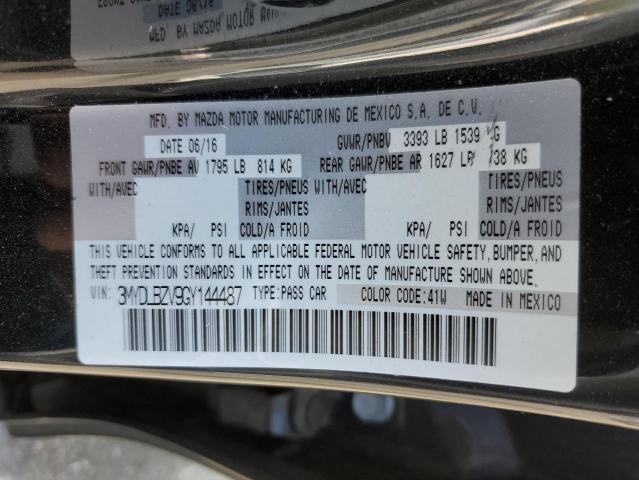 MFD. BY MAZDA MOTOR MANUFACTURING DE MEXICO S.A. DE C.V.
DATE 06/16 GVWR/PNBV 3393 LB 1539 KG
FRONT GAWR/PNBE AV 1795 LB 814 KG REAR GAWR/PNBE AR 1627 LB 738 KG
WITH/AVEC TIRES/PNEUS WITH/AVEC TIRES/PNEUS
RIMS/JANTES RIMS/JANTES
KPA/ PSI COLD/A FROID KPA/ PSI COLD/A FROID
THIS VEHICLE CONFORMS TO ALL APPLICABLE FEDERAL MOTOR VEHICLE SAFETY, BUMPER, AND
THEFT PREVENTION STANDARDS IN EFFECT ON THE DATE OF MANUFACTURE SHOWN ABOVE.
VIN: 3MYDLBZV9GY144487 TYPE:PASS CAR COLOR CODE:41W MADE IN MEXICO